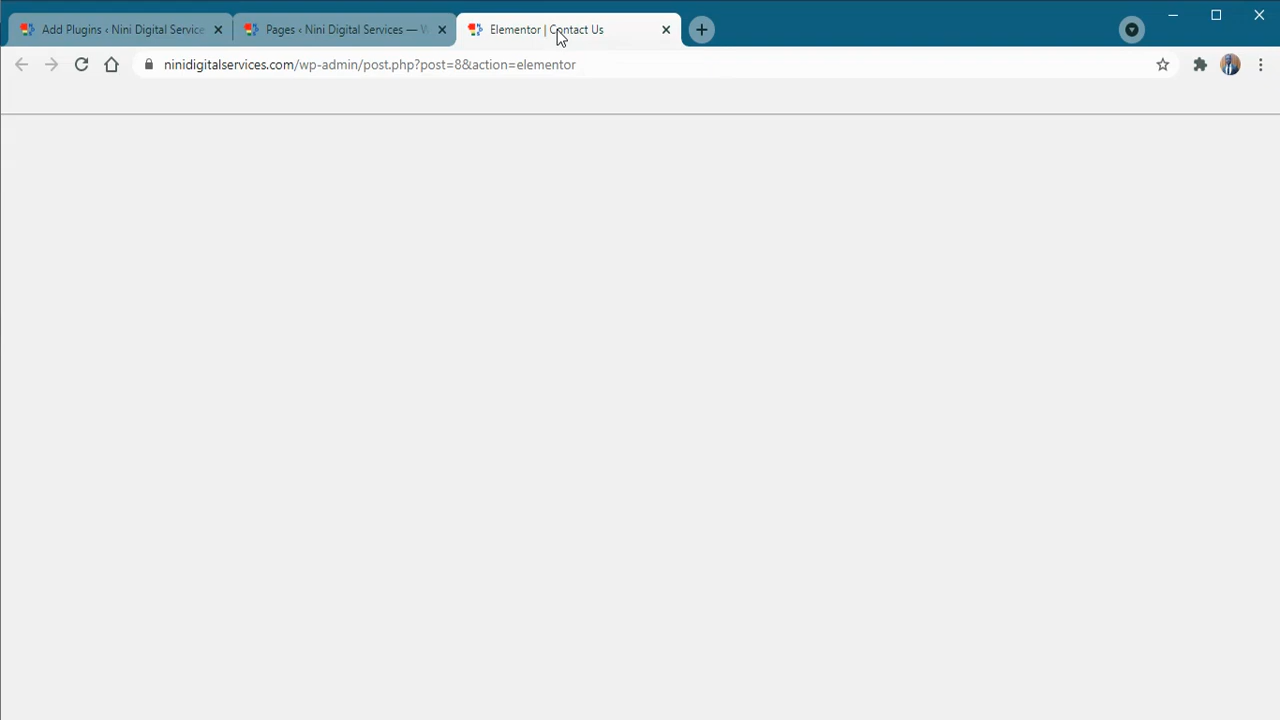 Add Plugins ‹ Nini Digital Service
Pages ‹ Nini Digital Services —
Elementor | Contact Us
ninidigitalservices.com/wp-admin/post.php?post=8&action=elementor